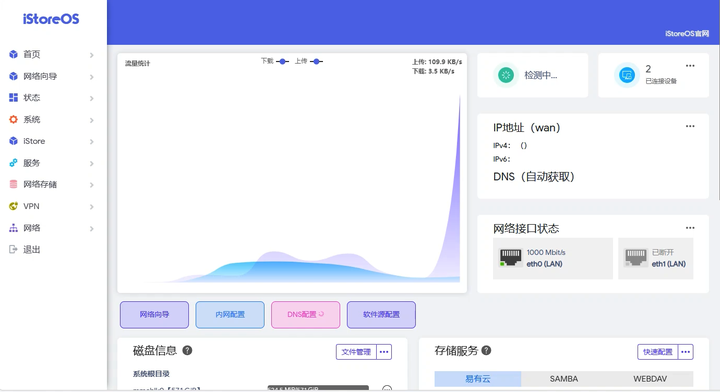 iStoreOS
首页
网络向导
状态
系统
iStore
服务
网络存储
VPN
网络
退出
iStoreOS官网
流量统计
下载 上传
上传: 109.9 KB/s
下载: 3.5 KB/s
检测中...
2
已连接设备
IP地址（wan）
IPv4: （）
IPv6:
DNS（自动获取）
网络接口状态
1000 Mbit/s
eth0 (LAN)
已断开
eth1 (LAN)
网络向导
内网配置
DNS配置
软件源配置
磁盘信息
文件管理
系统根目录
存储服务
快速配置
易有云
SAMBA
WEBDAV